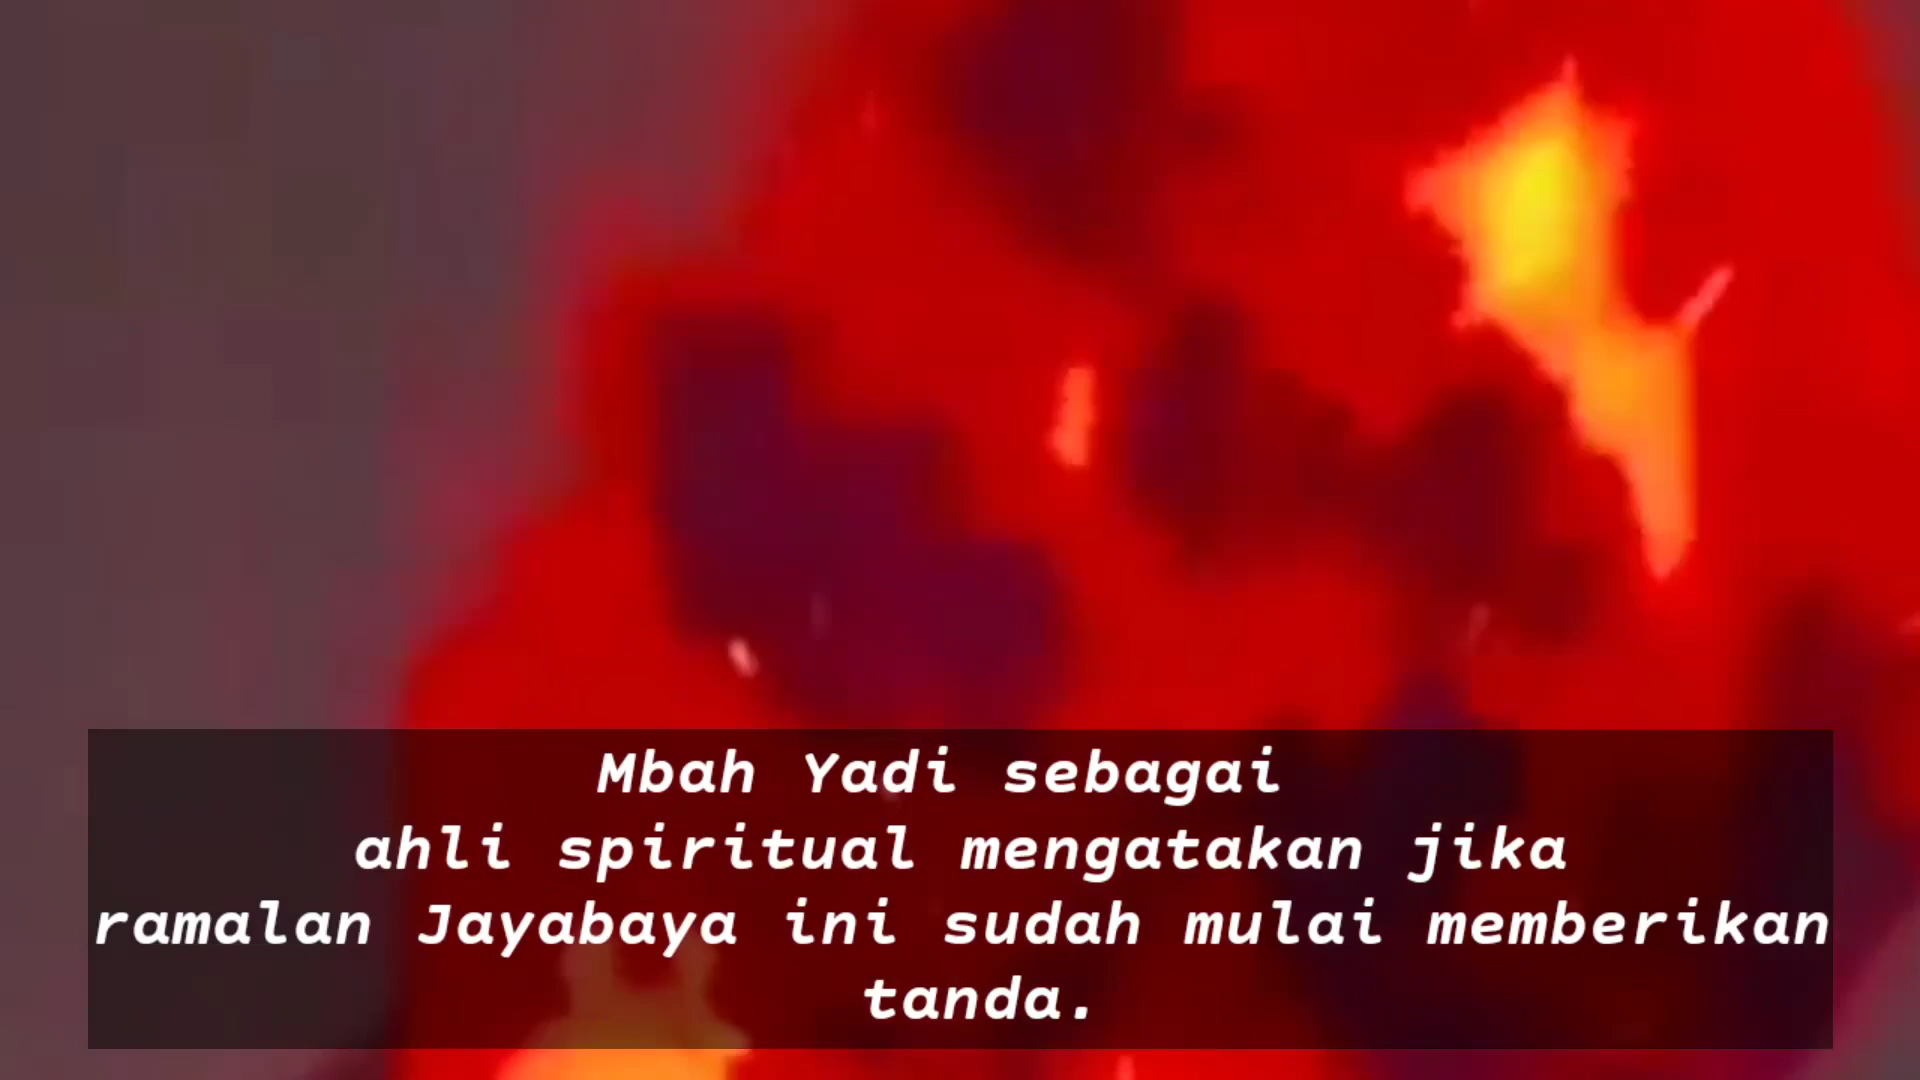 Mbah Yadi sebagai
ahli spiritual mengatakan jika
ramalan Jayabaya ini sudah mulai memberikan
tanda.